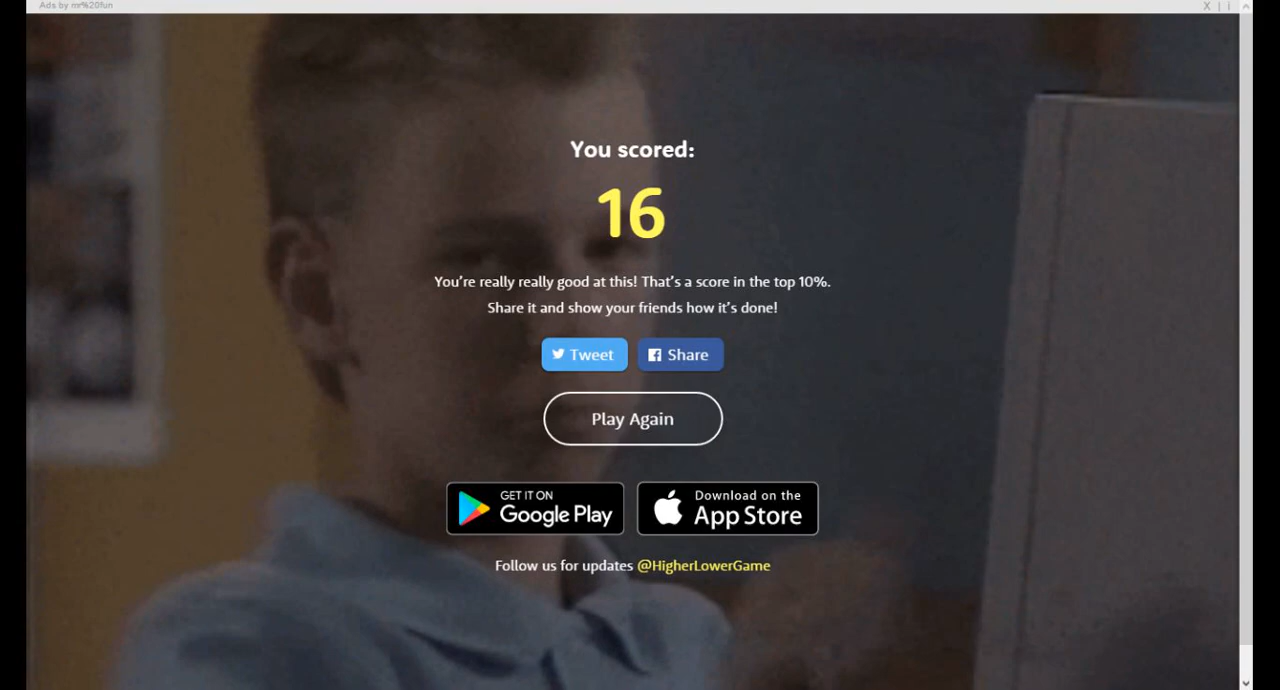 Ads by mr%20fun
X | i
You scored:
16
You're really really good at this! That's a score in the top 10%.
Share it and show your friends how it's done!
Tweet
Share
Play Again
GET IT ON
Google Play
Download on the
App Store
Follow us for updates @HigherLowerGame